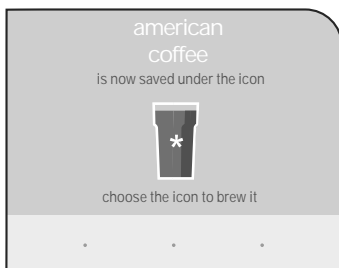 american
coffee
is now saved under the icon
*
choose the icon to brew it